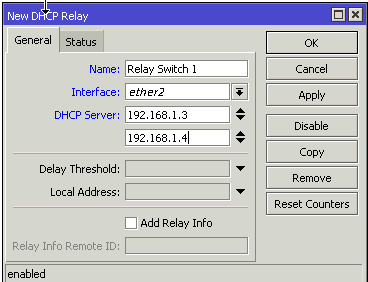 New DHCP Relay
General
Status
Name: Relay Switch 1
Interface: ether2
DHCP Server: 192.168.1.3
192.168.1.4
Delay Threshold:
Local Address:
Add Relay Info
Relay Info Remote ID:
enabled
OK
Cancel
Apply
Disable
Copy
Remove
Reset Counters